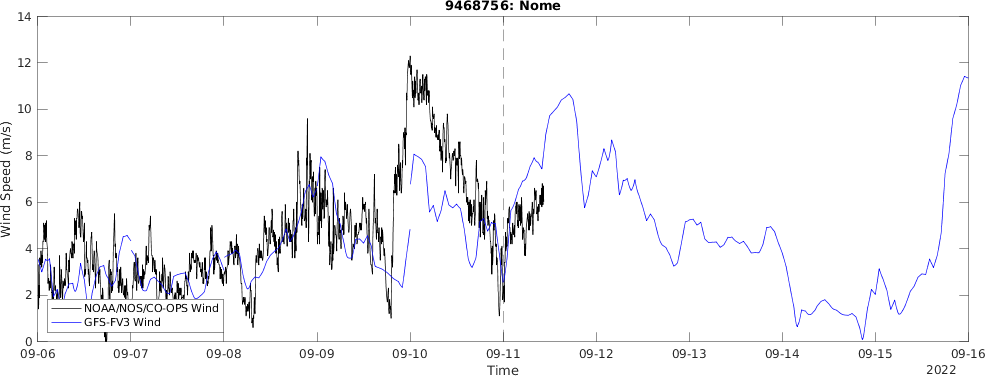 9468756: Nome
14
12
10
8
6
4
2
0
Wind Speed (m/s)
NOAA/NOS/CO-OPS Wind
GFS-FV3 Wind
09-06 09-07 09-08 09-09 09-10 09-11 09-12 09-13 09-14 09-15 09-16
Time
2022